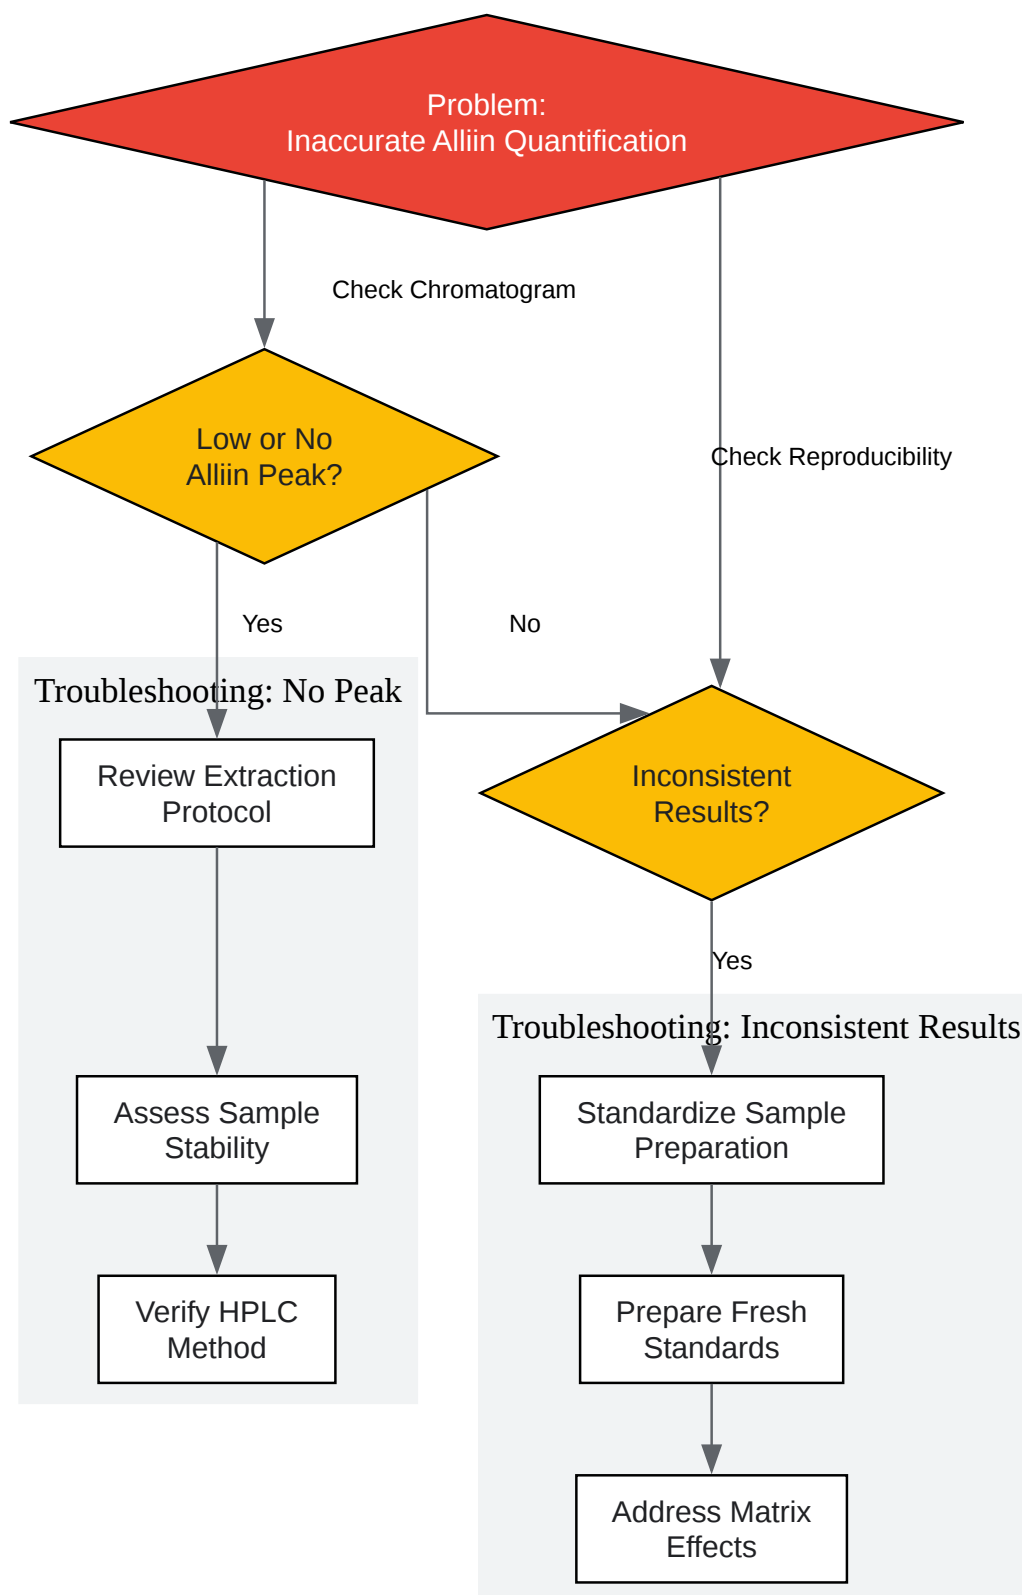 Problem:
Inaccurate Alliin Quantification
Check Chromatogram
Low or No
Alliin Peak?
Check Reproducibility
Yes
No
Troubleshooting: No Peak
Review Extraction
Protocol
Inconsistent
Results?
Yes
Troubleshooting: Inconsistent Results
Assess Sample
Stability
Standardize Sample
Preparation
Verify HPLC
Method
Prepare Fresh
Standards
Address Matrix
Effects